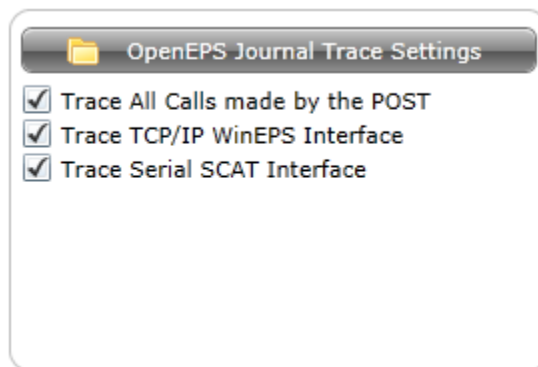 OpenEPS Journal Trace Settings
Trace All Calls made by the POST
Trace TCP/IP WinEPS Interface
Trace Serial SCAT Interface